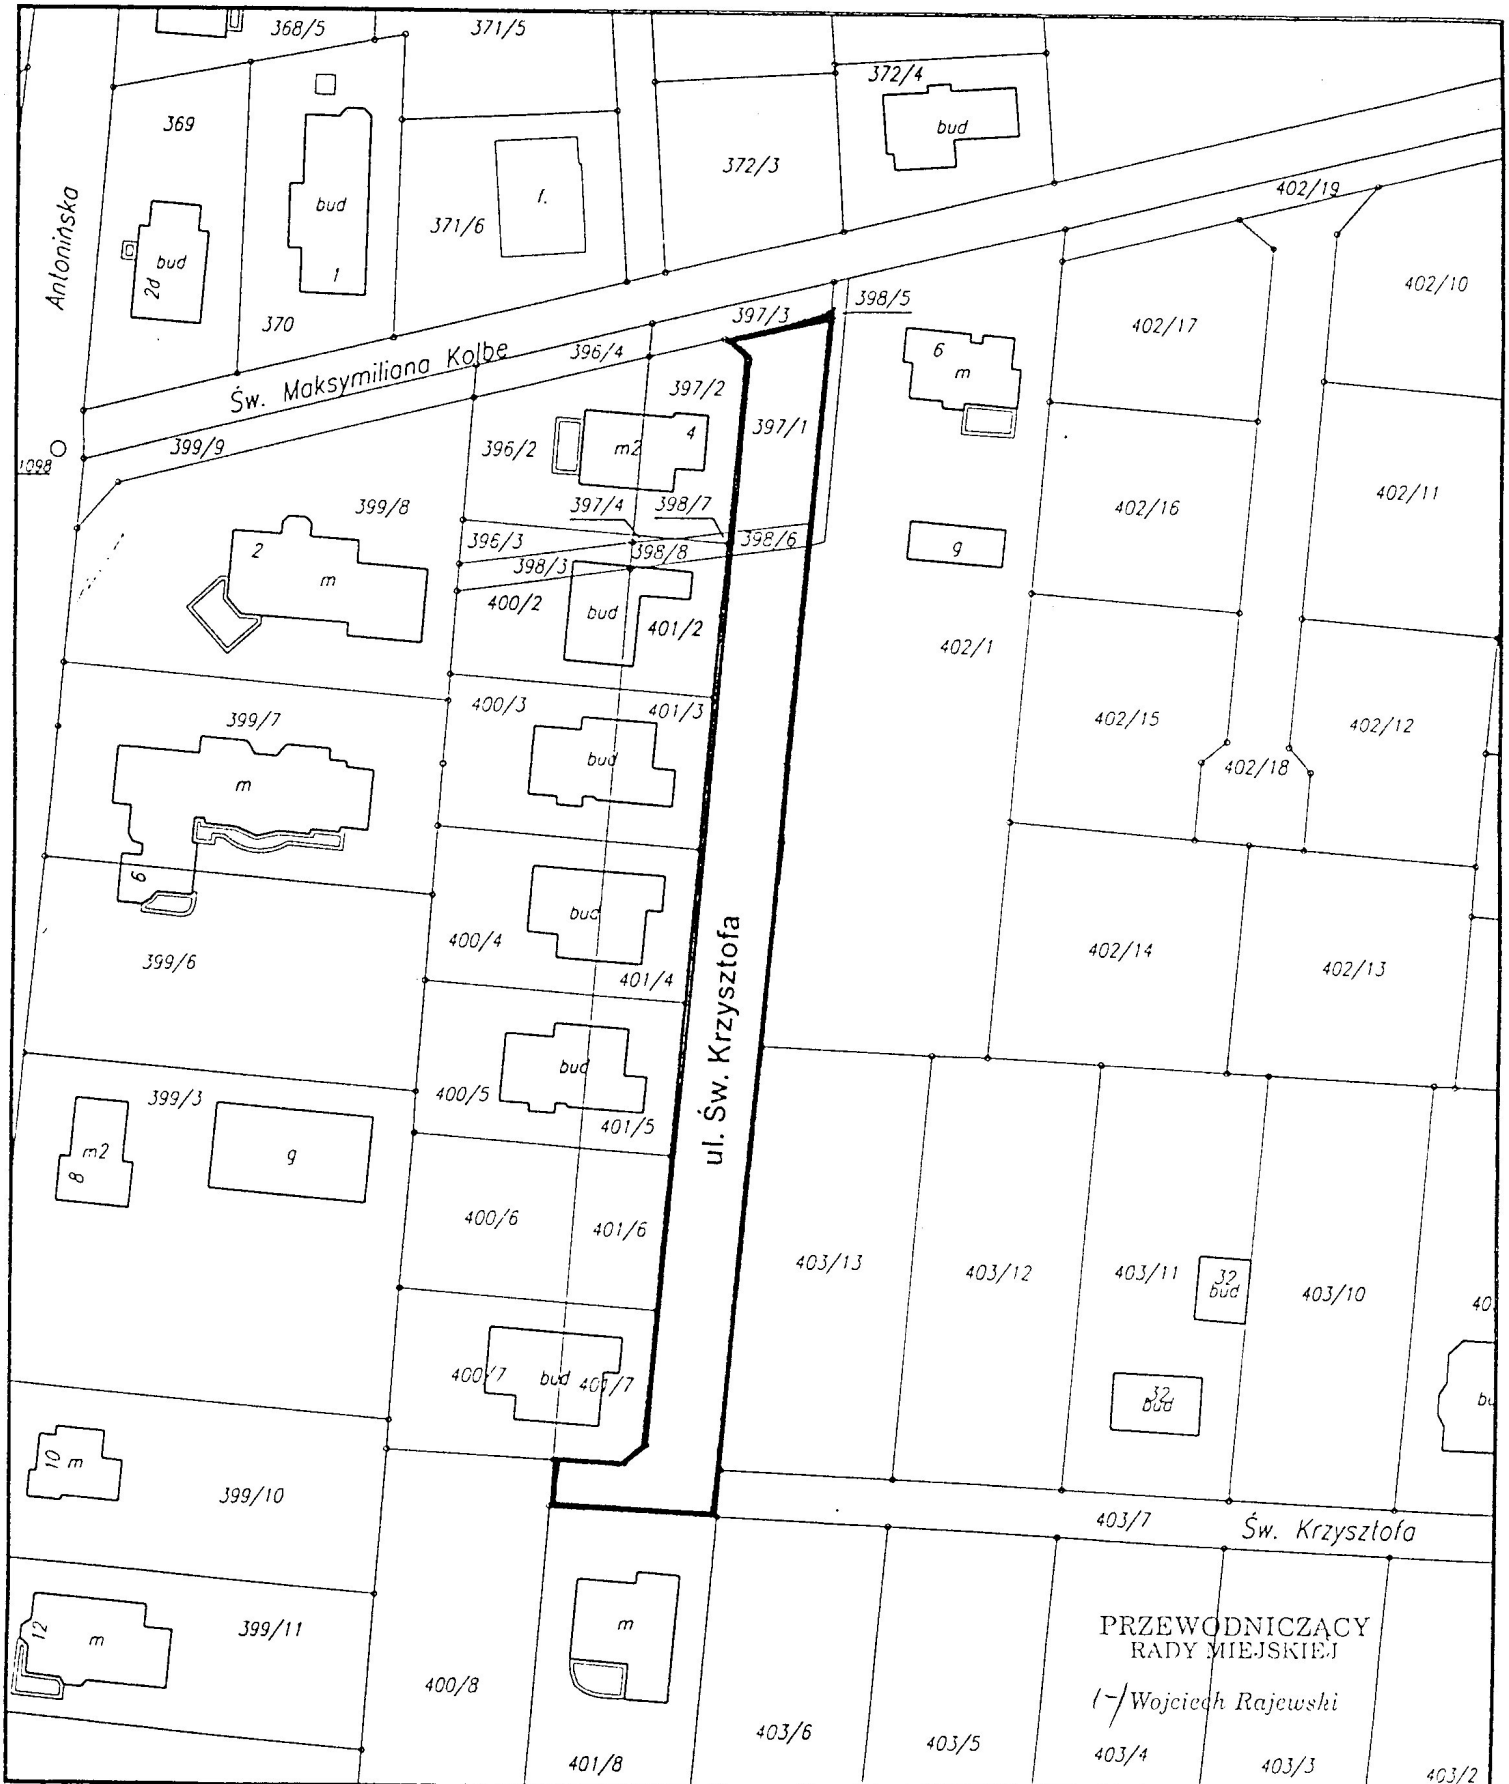 368/5
371/5
372/4
369
bud
372/3
f.
371/6
bud
1
402/19
Antonińska
bud
2d
370
402/10
397/3
398/5
402/17
396/4
Św. Maksymiliana Kolbe
6
m
397/2
397/1
4
m2
396/2
399/9
1098
402/11
399/8
397/4
398/7
402/16
396/3
398/8
398/6
g
2
m
398/3
400/2
bud
401/2
402/1
400/3
401/3
399/7
402/15
402/12
bud
402/18
m
6
bud
400/4
401/4
399/6
402/14
402/13
ul. Św. Krzysztofa
bud
400/5
401/5
399/3
m2
8
g
400/6
401/6
403/13
403/12
403/11
32
bud
403/10
40
400/7
bud
401/7
32
bud
bu
10
m
399/10
403/7
Św. Krzysztofa
12
m
399/11
m
PRZEWODNICZĄCY
RADY MIEJSKIEJ
(-) Wojciech Rajewski
400/8
401/8
403/6
403/5
403/4
403/3
403/2